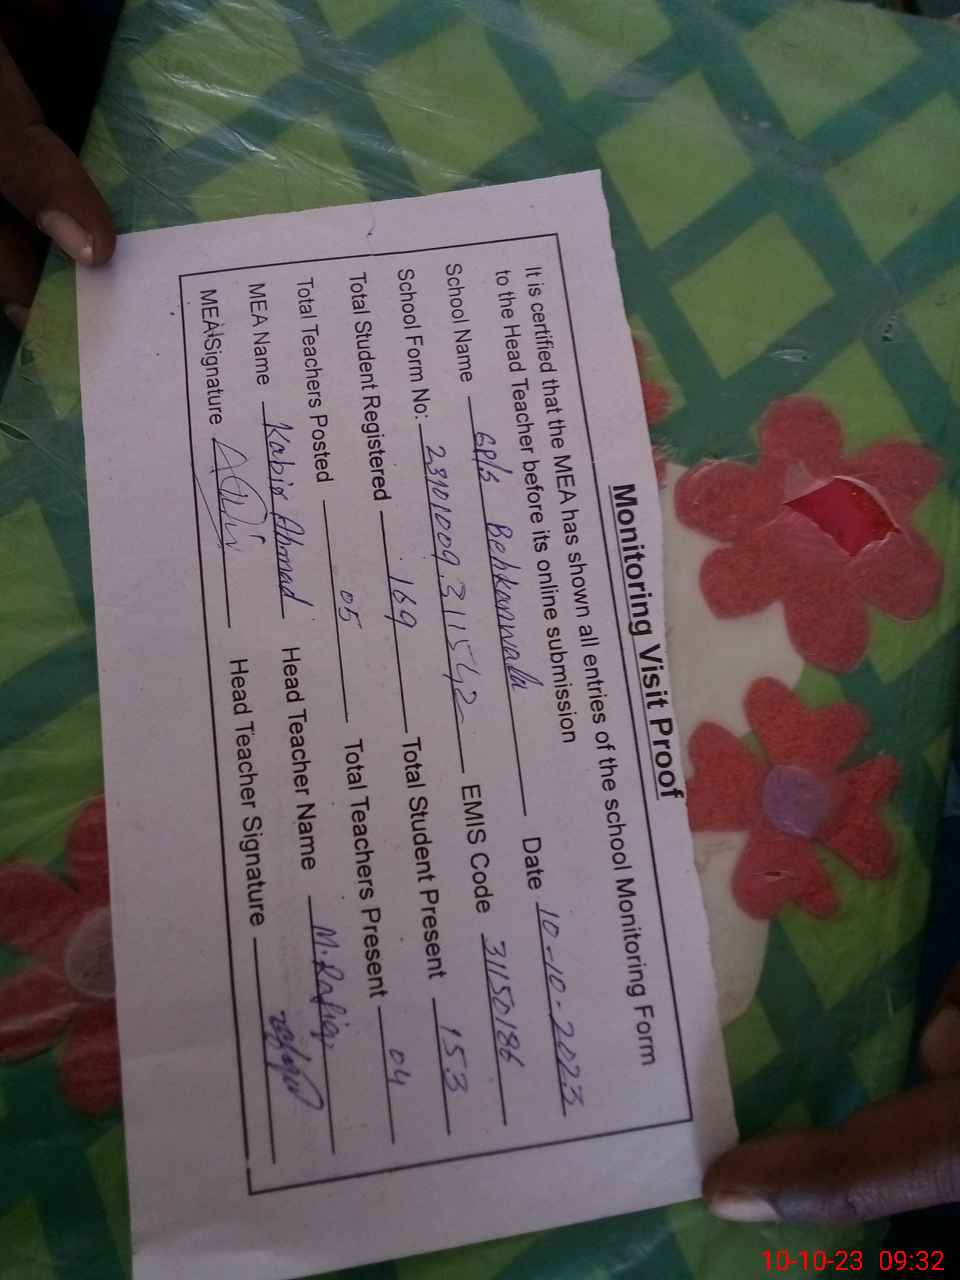 Monitoring Visit Proof
It is certified that the MEA has shown all entries of the school Monitoring Form
to the Head Teacher before its online submission
School Name GP/S Behkanwala Date 10-10-2023
School Form No: 23101009.311542 EMIS Code 31150186
Total Student Registered 169 Total Student Present 153
Total Teachers Posted 05 Total Teachers Present 04
MEA Name Kabir Ahmad Head Teacher Name M.Rafiq
MEA Signature Head Teacher Signature
10-10-23 09:32